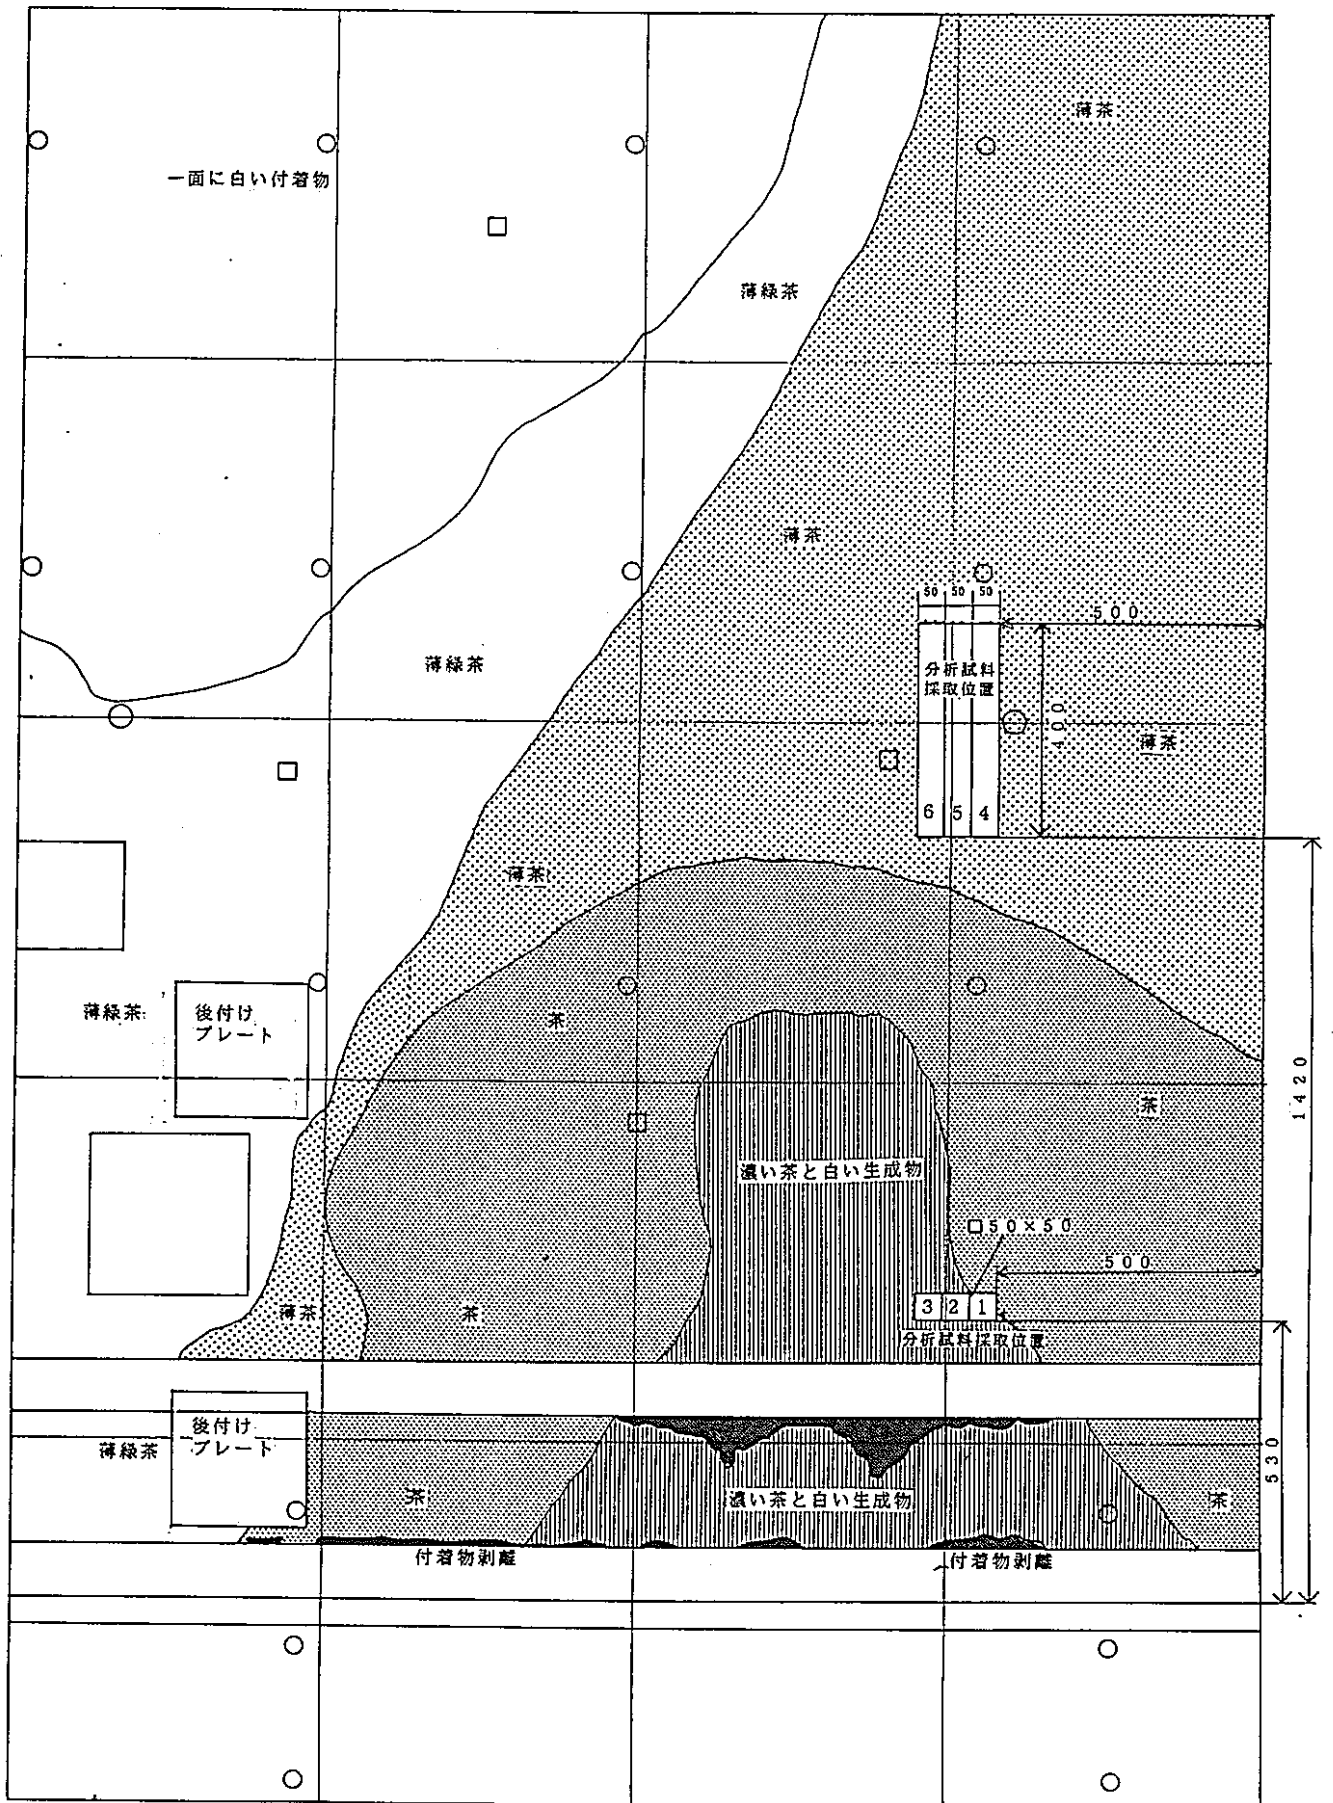 薄茶
一面に白い付着物
薄緑茶
薄茶
50 50 50
500
薄緑茶
分析試料
採取位置
400
薄茶
6 5 4
薄茶
薄緑茶
後付け
プレート
茶
1420
茶
濃い茶と白い生成物
□50×50
500
薄茶
茶
3 2 1
分析試料採取位置
後付け
プレート
薄緑茶
530
茶
濃い茶と白い生成物
茶
付着物剥離
付着物剥離